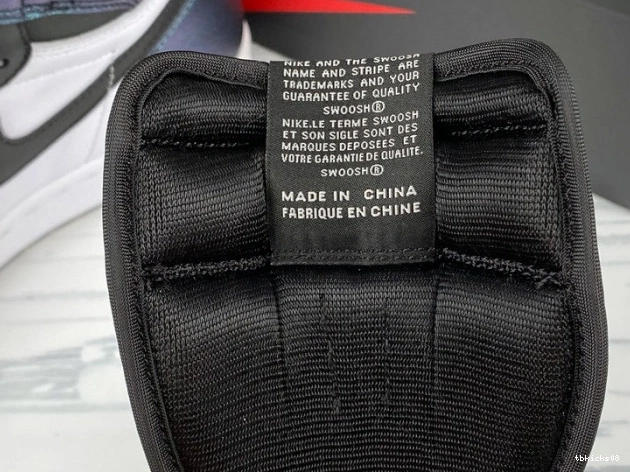 NIKE AND THE SWOOSH
NAME AND STRIPE ARE
TRADEMARKS AND YOUR
GUARANTEE OF QUALITY
SWOOSH®
NIKE.LE TERME SWOOSH
ET SON SIGLE SONT DES
MARQUES DEPOSEES ET
VOTRE GARANTIE DE QUALITE.
SWOOSH®
MADE IN CHINA
FABRIQUE EN CHINE
tbkicks08